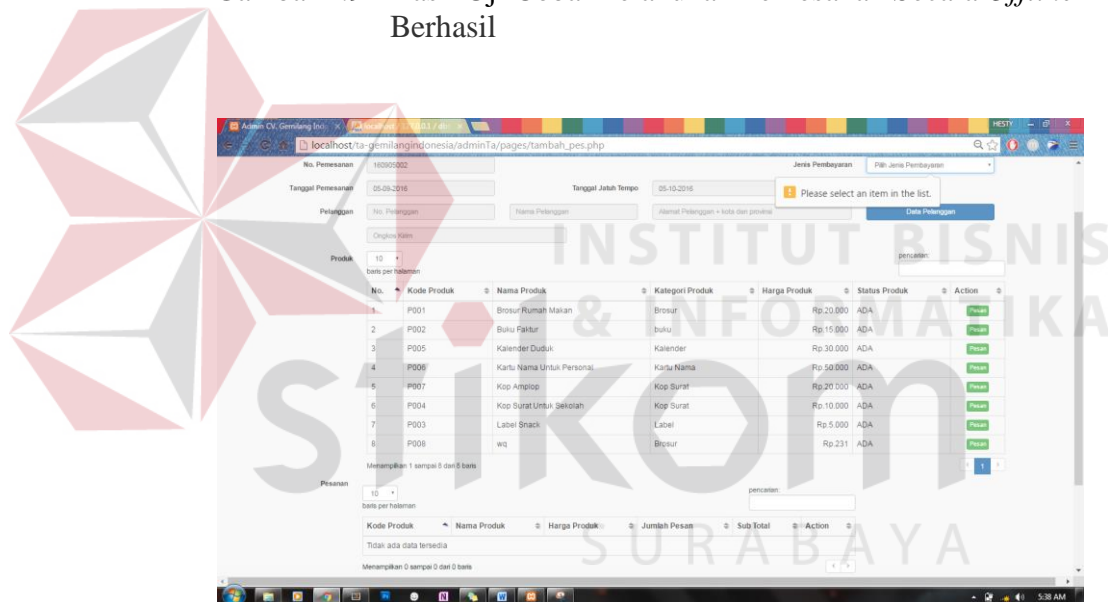 Berhasil
Admin CV. Gemilang Ind
HESTY
localhost/ta-gemilangindonesia/adminTa/pages/tambah_pes.php
No. Pemesanan 160905002 Jenis Pembayaran Pilih Jenis Pembayaran
Tanggal Pemesanan 05-09-2016 Tanggal Jatuh Tempo 05-10-2016
Please select an item in the list.
Pelanggan No. Pelanggan Nama Pelanggan Alamat Pelanggan + kota dan provinsi Data Pelanggan
Ongkos Kirim
INSTITUT BISNIS
Produk 10 pencarian:
baris per halaman
No. Kode Produk Nama Produk Kategori Produk Harga Produk Status Produk Action
1 P001 Brosur Rumah Makan Brosur Rp.20.000 ADA Pesan
& INFORMATIKA
2 P002 Buku Faktur buku Rp.15.000 ADA Pesan
3 P005 Kalender Duduk Kalender Rp.30.000 ADA Pesan
4 P006 Kartu Nama Untuk Personal Kartu Nama Rp.50.000 ADA Pesan
stikom
5 P007 Kop Amplop Kop Surat Rp.20.000 ADA Pesan
6 P004 Kop Surat Untuk Sekolah Kop Surat Rp.10.000 ADA Pesan
7 P003 Label Snack Label Rp.5.000 ADA Pesan
8 P008 wq Brosur Rp.231 ADA Pesan
Menampilkan 1 sampai 8 dari 8 baris 1
Pesanan 10 pencarian:
baris per halaman
Kode Produk Nama Produk Harga Produk Jumlah Pesan Sub Total Action
SURABAYA
Tidak ada data tersedia
Menampilkan 0 sampai 0 dari 0 baris
5:38 AM